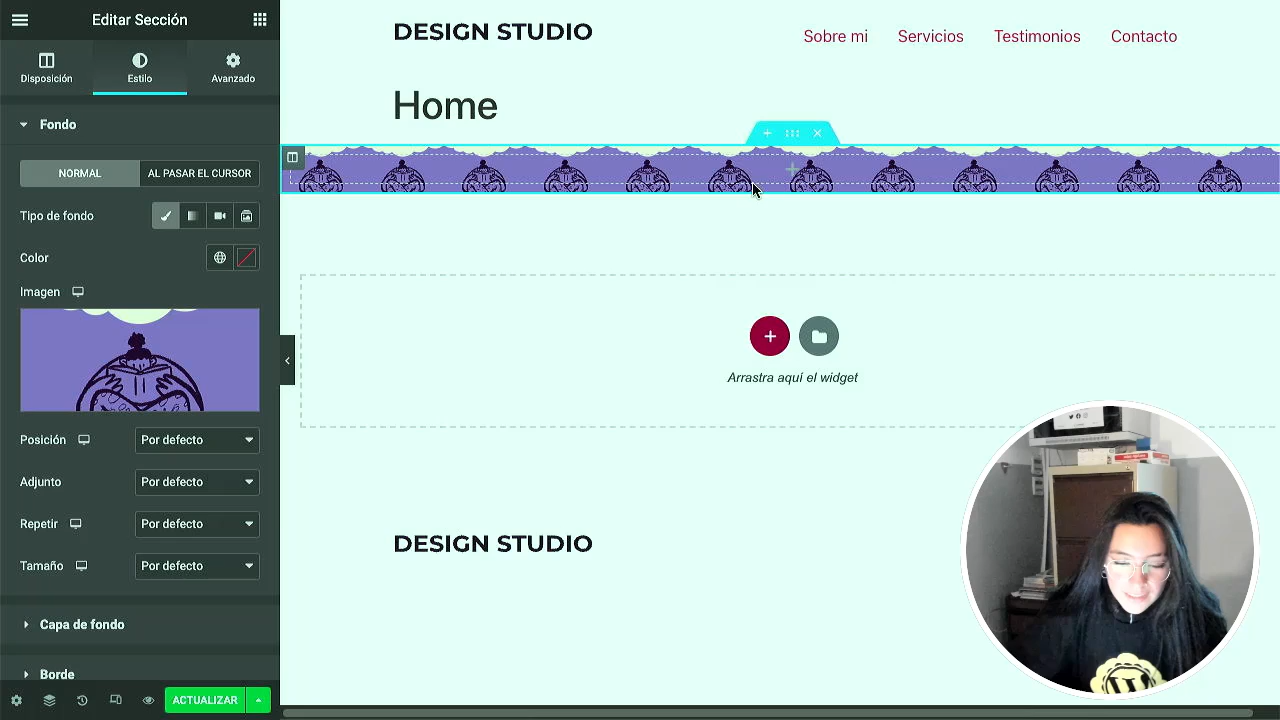 Editar Sección
Disposición
Estilo
Avanzado
Fondo
AL PASAR EL CURSOR
Tipo de fondo
Color
Imagen
Posición
Por defecto
Adjunto
Por defecto
Repetir
Por defecto
Tamaño
Por defecto
Capa de fondo
Borde
ACTUALIZAR
DESIGN STUDIO
Sobre mi
Servicios
Testimonios
Contacto
Home
Arrastra aquí el widget
DESIGN STUDIO
W